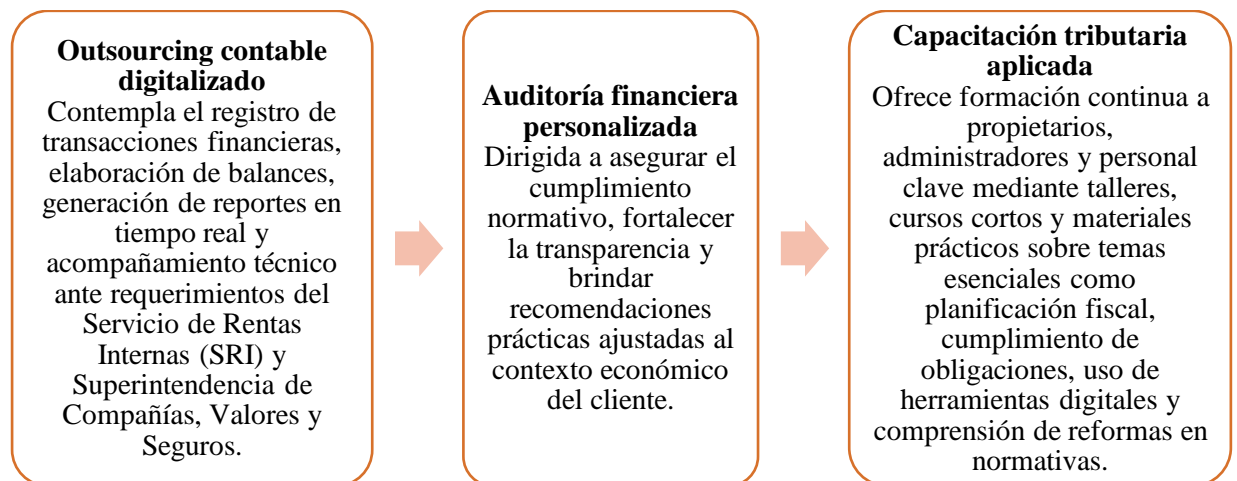 Outsourcing contable
digitalizado
Contempla el registro de
transacciones financieras,
elaboración de balances,
generación de reportes en
tiempo real y
acompañamiento técnico
ante requerimientos del
Servicio de Rentas
Internas (SRI) y
Superintendencia de
Compañías, Valores y
Seguros.
Auditoría financiera
personalizada
Dirigida a asegurar el
cumplimiento
normativo, fortalecer
la transparencia y
brindar
recomendaciones
prácticas ajustadas al
contexto económico
del cliente.
Capacitación tributaria
aplicada
Ofrece formación continua a
propietarios,
administradores y personal
clave mediante talleres,
cursos cortos y materiales
prácticos sobre temas
esenciales como
planificación fiscal,
cumplimiento de
obligaciones, uso de
herramientas digitales y
comprensión de reformas en
normativas.